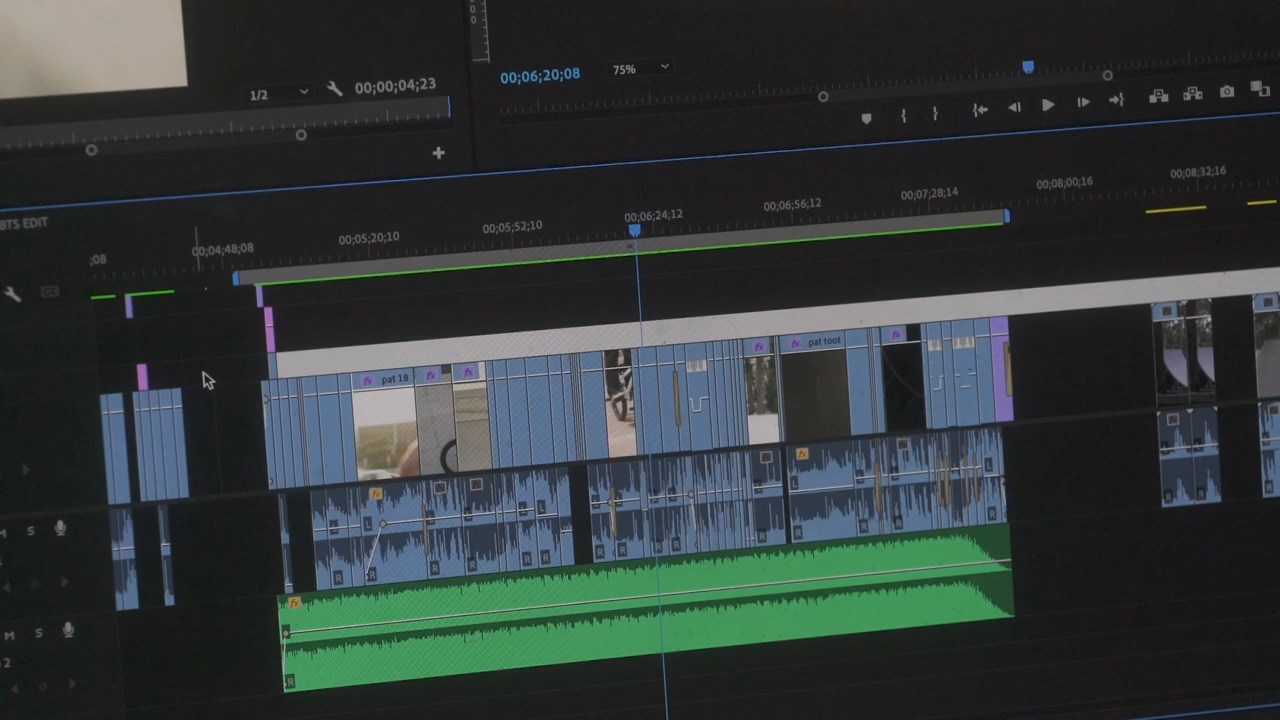 1/2 00;00;04;23
00;06;20;08 75%
BTS EDIT
;08 00;04;48;08 00;05;20;10 00;05;52;10 00;06;24;12 00;06;56;12 00;07;28;14 00;08;00;16 00;08;32;16
fx pat 18 fx fx fx fx pat toot fx
M S
fx fx
L L L L
R R R R R R R R R R R R R R
fx
M S
2
R